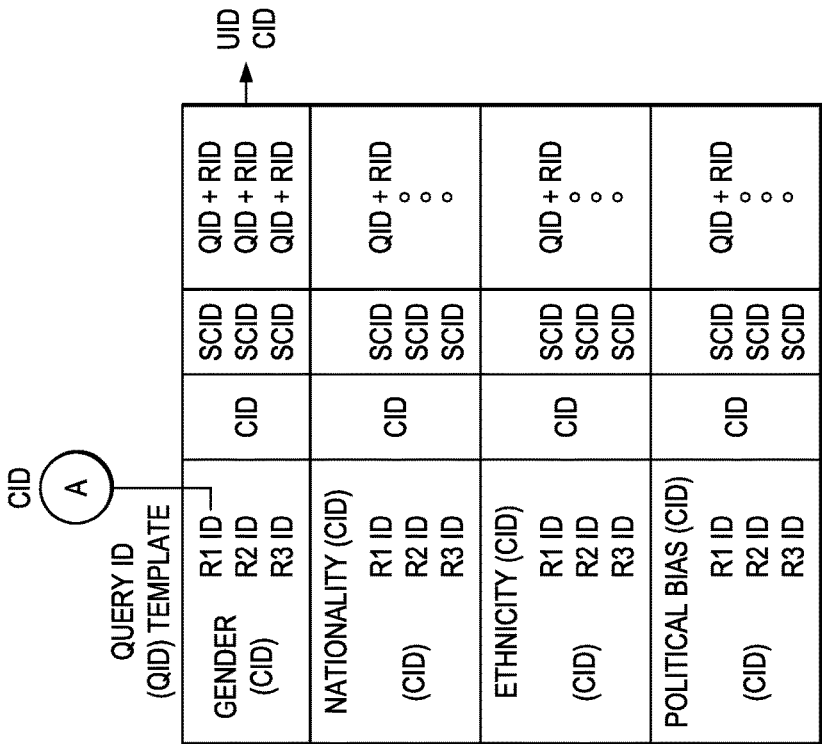 CID
A
QUERY ID
(QID) TEMPLATE
UID
CID
GENDER
(CID)
R1 ID
R2 ID
R3 ID
CID
SCID
SCID
SCID
QID + RID
QID + RID
QID + RID
NATIONALITY (CID)
(CID)
R1 ID
R2 ID
R3 ID
CID
SCID
SCID
SCID
QID + RID
ETHNICITY (CID)
(CID)
R1 ID
R2 ID
R3 ID
CID
SCID
SCID
SCID
QID + RID
POLITICAL BIAS (CID)
(CID)
R1 ID
R2 ID
R3 ID
CID
SCID
SCID
SCID
QID + RID